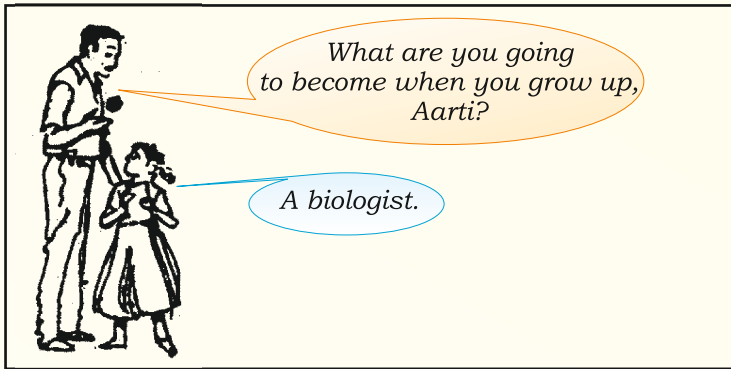 What are you going
to become when you grow up,
Aarti?
A biologist.